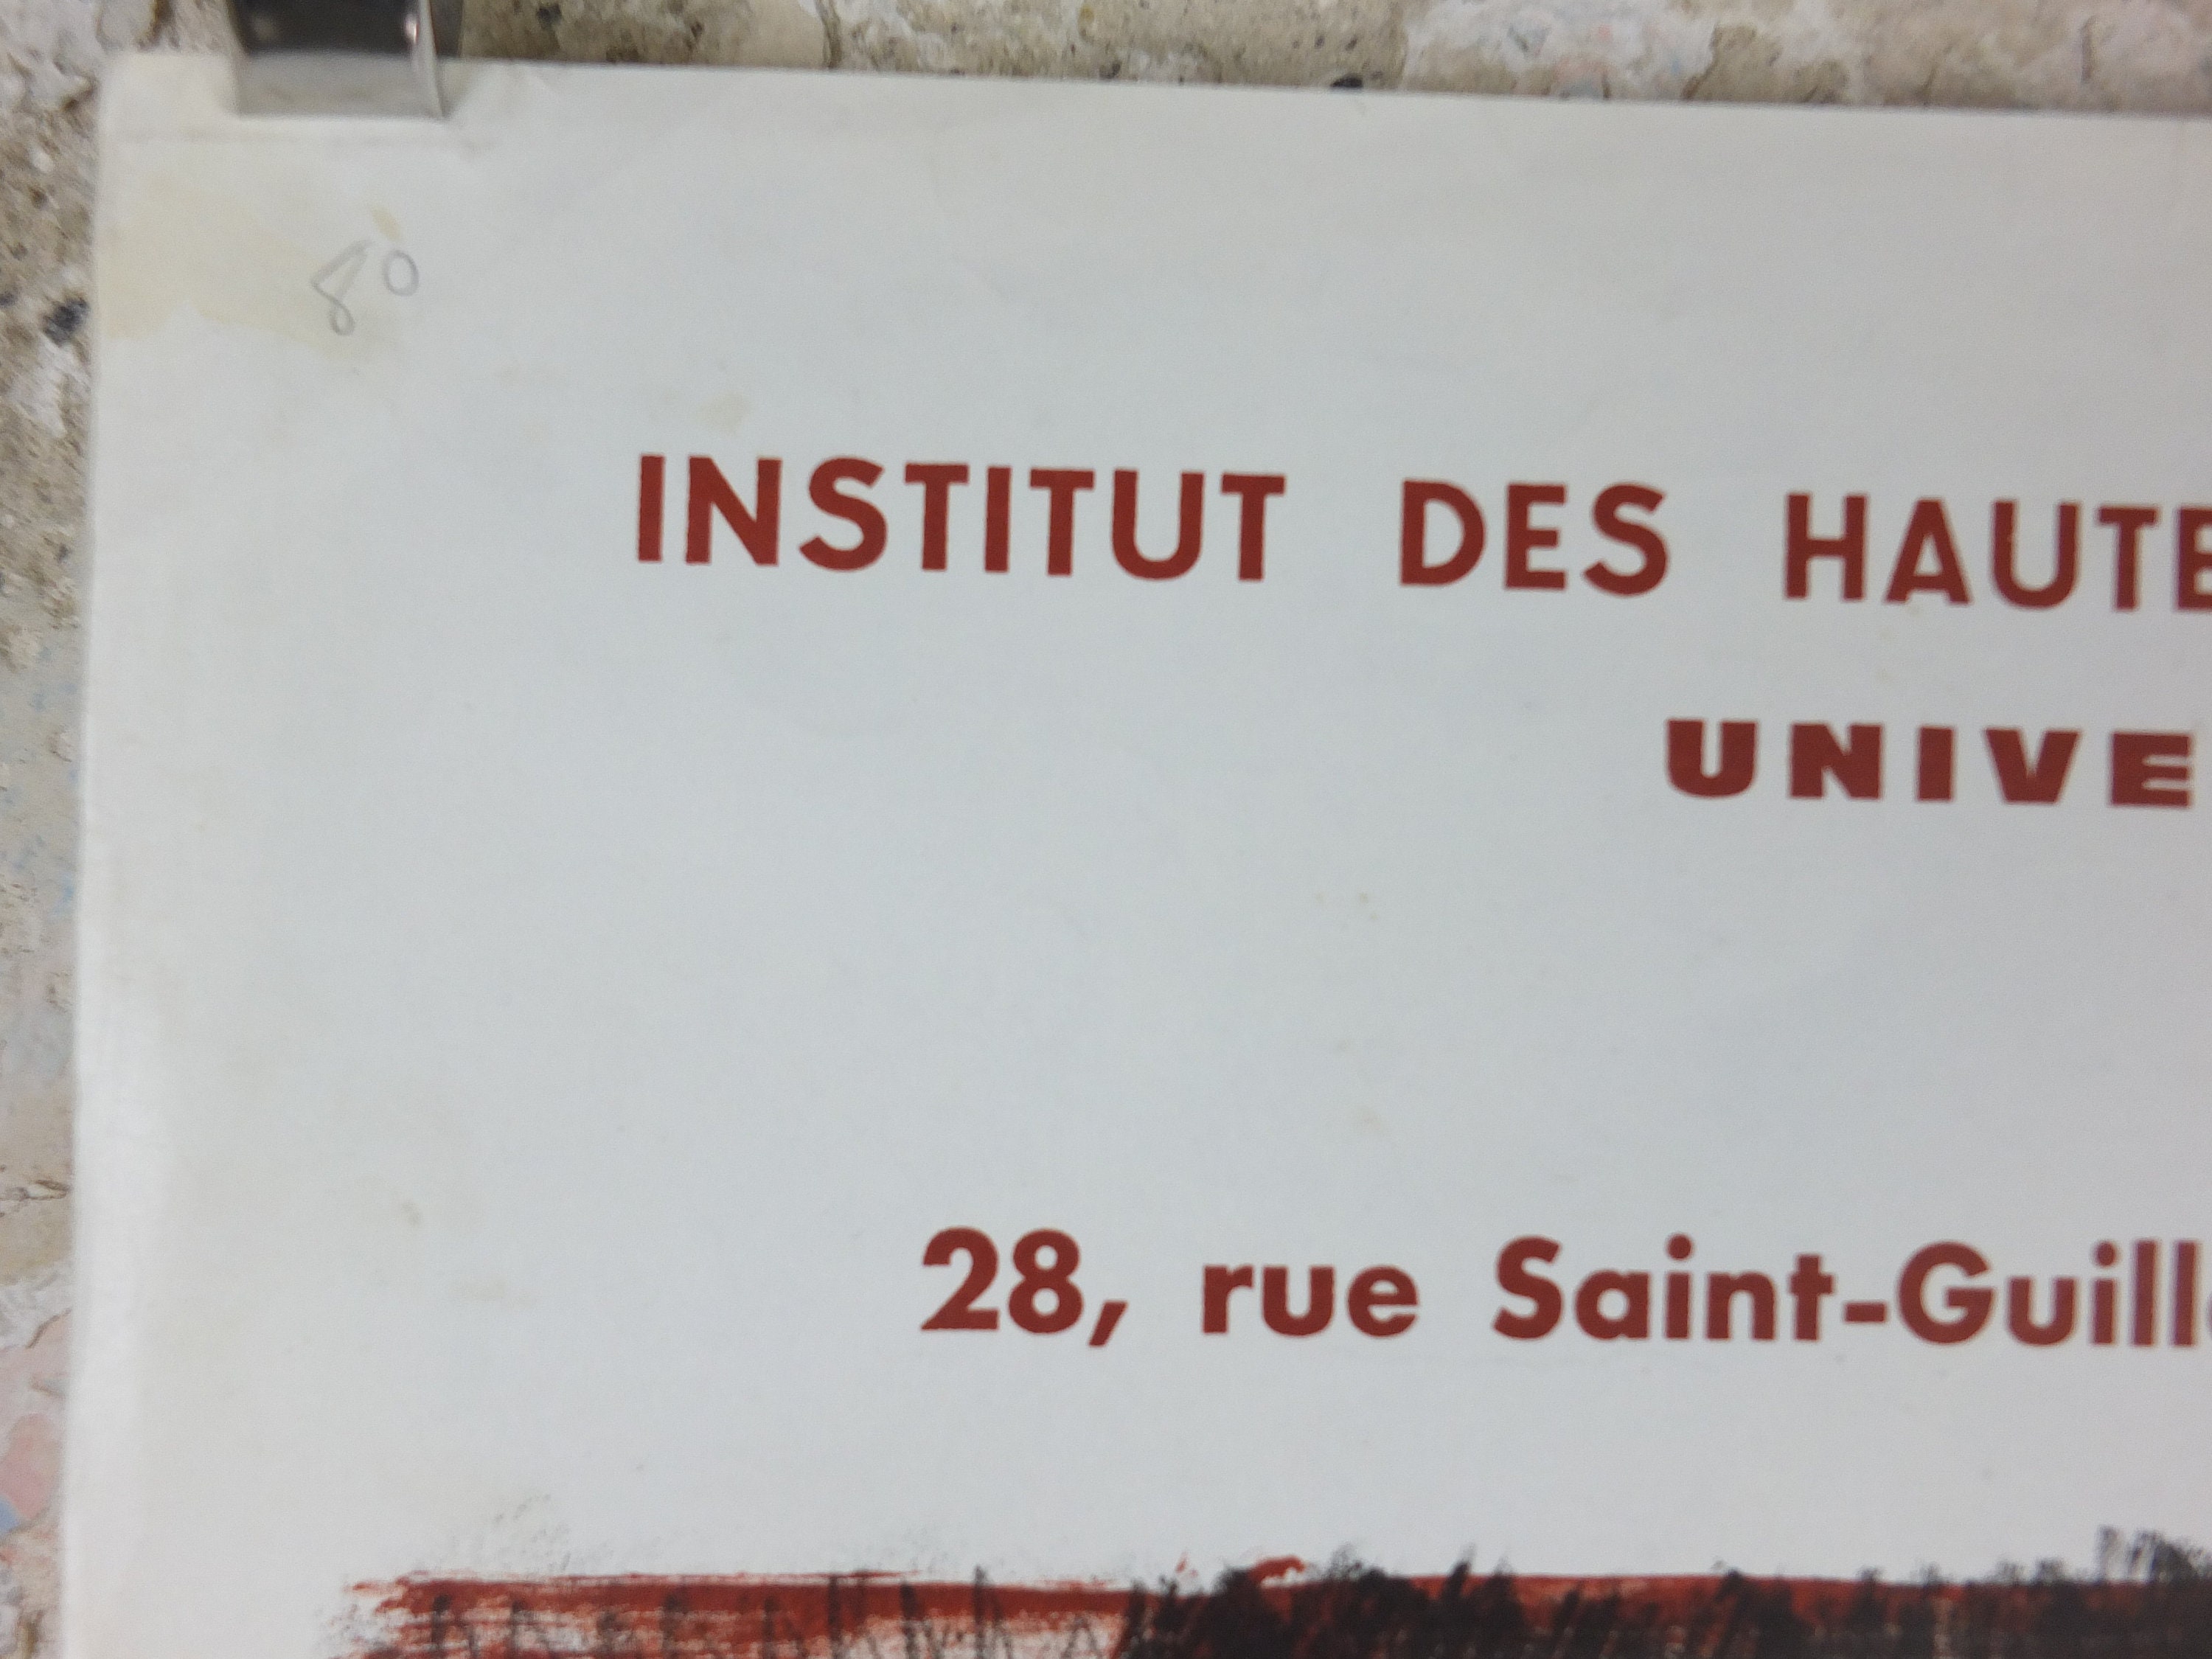 80
INSTITUT DES HAUTE
UNIVE
28, rue Saint-Guill